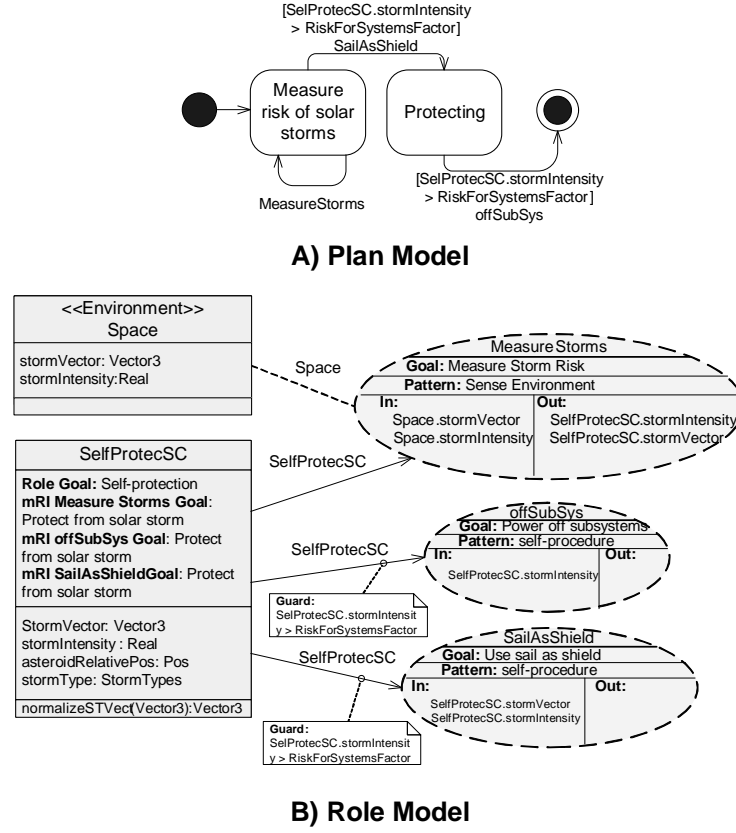 [SelProtecSC.stormIntensity
> RiskForSystemsFactor]
SailAsShield
Measure
risk of solar
storms
Protecting
MeasureStorms
[SelProtecSC.stormIntensity
> RiskForSystemsFactor]
offSubSys
A) Plan Model
<<Environment>>
Space
stormVector: Vector3
stormIntensity:Real
Space
MeasureStorms
Goal: Measure Storm Risk
Pattern: Sense Environment
In:
Space.stormVector
Space.stormIntensity
Out:
SelfProtecSC.stormIntensity
SelfProtecSC.stormVector
SelfProtecSC
Role Goal: Self-protection
mRI Measure Storms Goal:
Protect from solar storm
mRI offSubSys Goal: Protect
from solar storm
mRI SailAsShieldGoal: Protect
from solar storm
StormVector: Vector3
stormIntensity : Real
asteroidRelativePos: Pos
stormType: StormTypes
normalizeSTVect(Vector3):Vector3
SelfProtecSC
SelfProtecSC
Guard:
SelfProtecSC.stormIntensit
y > RiskForSystemsFactor
offSubSys
Goal: Power off subsystems
Pattern: self-procedure
In:
SelfProtecSC.stormIntensity
Out:
SelfProtecSC
Guard:
SelfProtecSC.stormIntensit
y > RiskForSystemsFactor
SailAsShield
Goal: Use sail as shield
Pattern: self-procedure
In:
SelfProtecSC.stormVector
SelfProtecSC.stormIntensity
Out:
B) Role Model